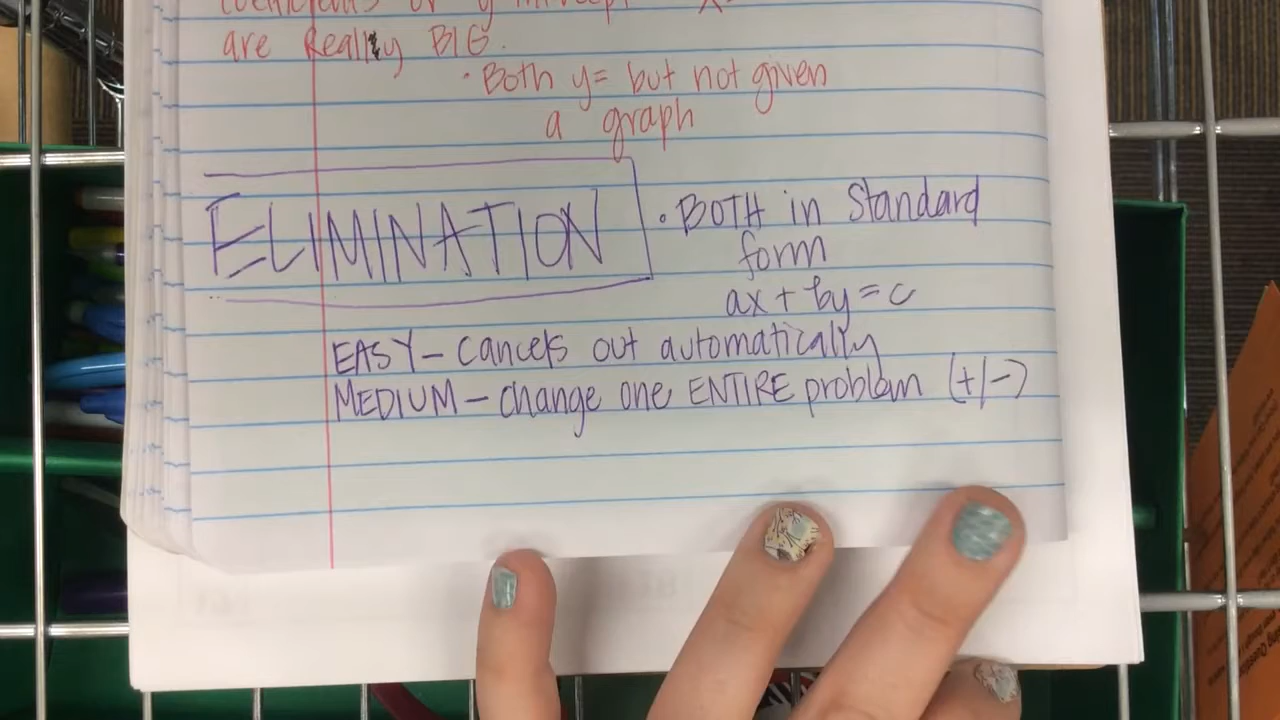 are Really BIG.
• Both y= but not given
a graph
ELIMINATION
• BOTH in Standard
form
ax + by = c
EASY – Cancels out automatically
MEDIUM – change one ENTIRE problem (+/−)